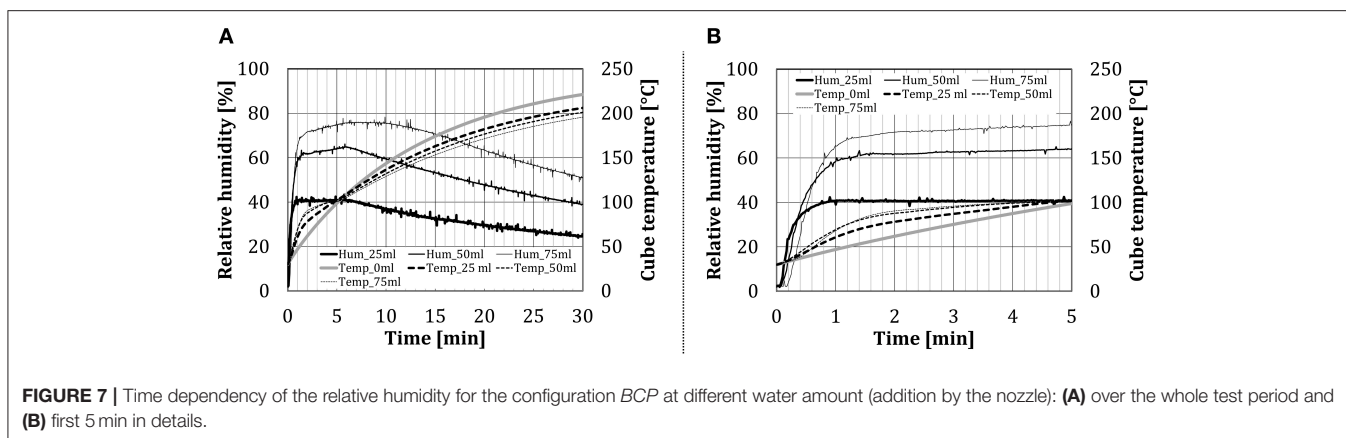 A
B
100
80
60
40
20
0
Relative humidity [%]
250
200
150
100
50
0
Cube temperature [°C]
Hum_25ml Hum_50ml Hum_75ml
Temp_0ml Temp_25 ml Temp_50ml
Temp_75ml
0 5 10 15 20 25 30
Time [min]
100
80
60
40
20
0
Relative humidity [%]
Hum_25ml Hum_50ml Hum_75ml
Temp_0ml Temp_25 ml Temp_50ml
Temp_75ml
250
200
150
100
50
0
Cube temperature [°C]
0 1 2 3 4 5
Time [min]
FIGURE 7 | Time dependency of the relative humidity for the configuration BCP at different water amount (addition by the nozzle): (A) over the whole test period and
(B) first 5 min in details.